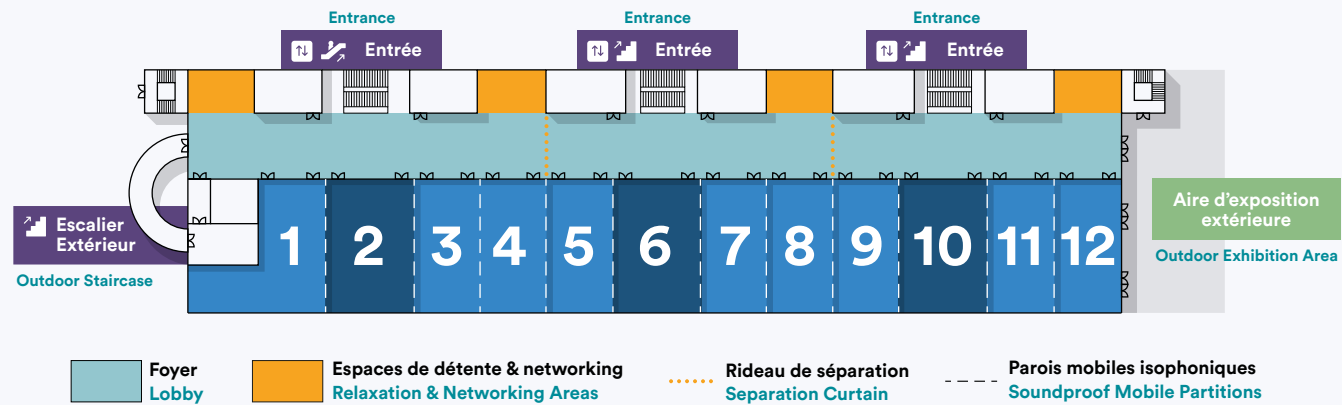 Entrance
Entrance
Entrance
Entrée
Entrée
Entrée
1 2 3 4 5 6 7 8 9 10 11 12
Escalier
Extérieur
Outdoor Staircase
Aire d'exposition
extérieure
Outdoor Exhibition Area
Foyer
Lobby
Espaces de détente & networking
Relaxation & Networking Areas
Rideau de séparation
Separation Curtain
Parois mobiles isophoniques
Soundproof Mobile Partitions